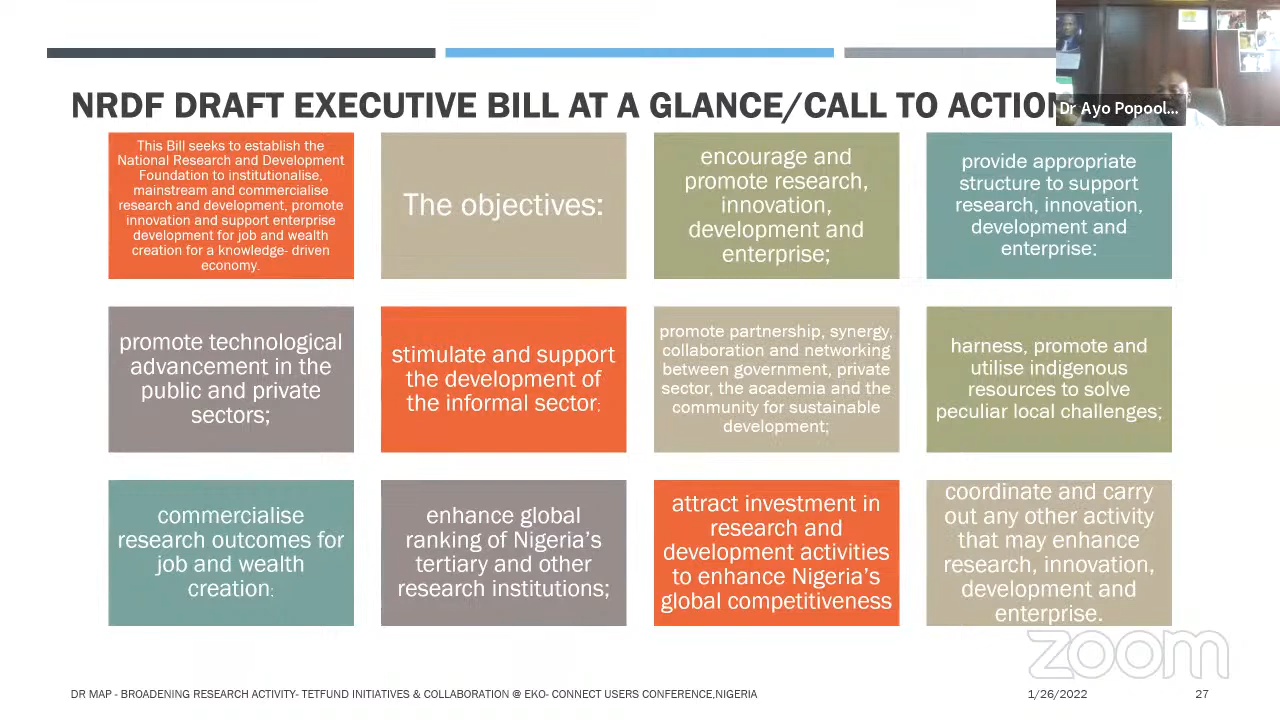 NRDF DRAFT EXECUTIVE BILL AT A GLANCE/CALL TO ACTION
Dr Ayo Popool...
This Bill seeks to establish the
National Research and Development
Foundation to institutionalise,
mainstream and commercialise
research and development, promote
innovation and support enterprise
development for job and wealth
creation for a knowledge- driven
economy.
The objectives:
encourage and
promote research,
innovation,
development and
enterprise;
provide appropriate
structure to support
research, innovation,
development and
enterprise;
promote technological
advancement in the
public and private
sectors;
stimulate and support
the development of
the informal sector;
promote partnership, synergy,
collaboration and networking
between government, private
sector, the academia and the
community for sustainable
development;
harness, promote and
utilise indigenous
resources to solve
peculiar local challenges;
commercialise
research outcomes for
job and wealth
creation;
enhance global
ranking of Nigeria's
tertiary and other
research institutions;
attract investment in
research and
development activities
to enhance Nigeria's
global competitiveness
coordinate and carry
out any other activity
that may enhance
research, innovation,
development and
enterprise.
zoom
DR MAP - BROADENING RESEARCH ACTIVITY- TETFUND INITIATIVES & COLLABORATION @ EKO- CONNECT USERS CONFERENCE,NIGERIA
1/26/2022
27